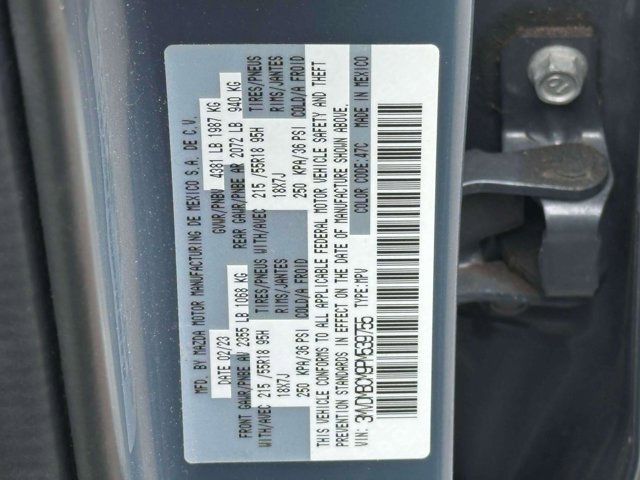 MFD. BY MAZDA MOTOR MANUFACTURING DE MEXICO S.A. DE C.V.
DATE 02/23 GVWR/PNBV 4381 LB 1987 KG
FRONT GAWR/PNBE AV 2355 LB 1068 KG REAR GAWR/PNBE AR 2072 LB 940 KG
WITH/AVEC 215/55R18 95H TIRES/PNEUS WITH/AVEC 215/55R18 95H TIRES/PNEUS
18X7J RIMS/JANTES 18X7J RIMS/JANTES
250 KPA/36 PSI COLD/A FROID 250 KPA/36 PSI COLD/A FROID
THIS VEHICLE CONFORMS TO ALL APPLICABLE FEDERAL MOTOR VEHICLE SAFETY AND THEFT
PREVENTION STANDARDS IN EFFECT ON THE DATE OF MANUFACTURE SHOWN ABOVE.
COLOR CODE:47C MADE IN MEXICO
VIN: 3MVDMBCM9PM539755 TYPE:MPV